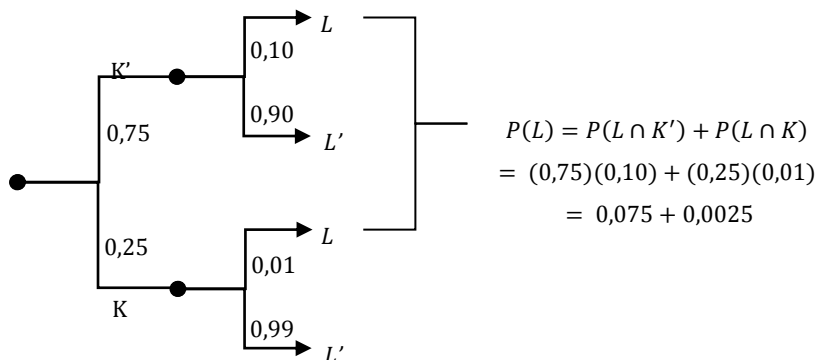 L
0,10
K'
0,90
0,75
L'
P(L) = P(L ∩ K′) + P(L ∩ K)
= (0,75)(0,10) + (0,25)(0,01)
= 0,075 + 0,0025
L
0,25
0,01
K
0,99
L'